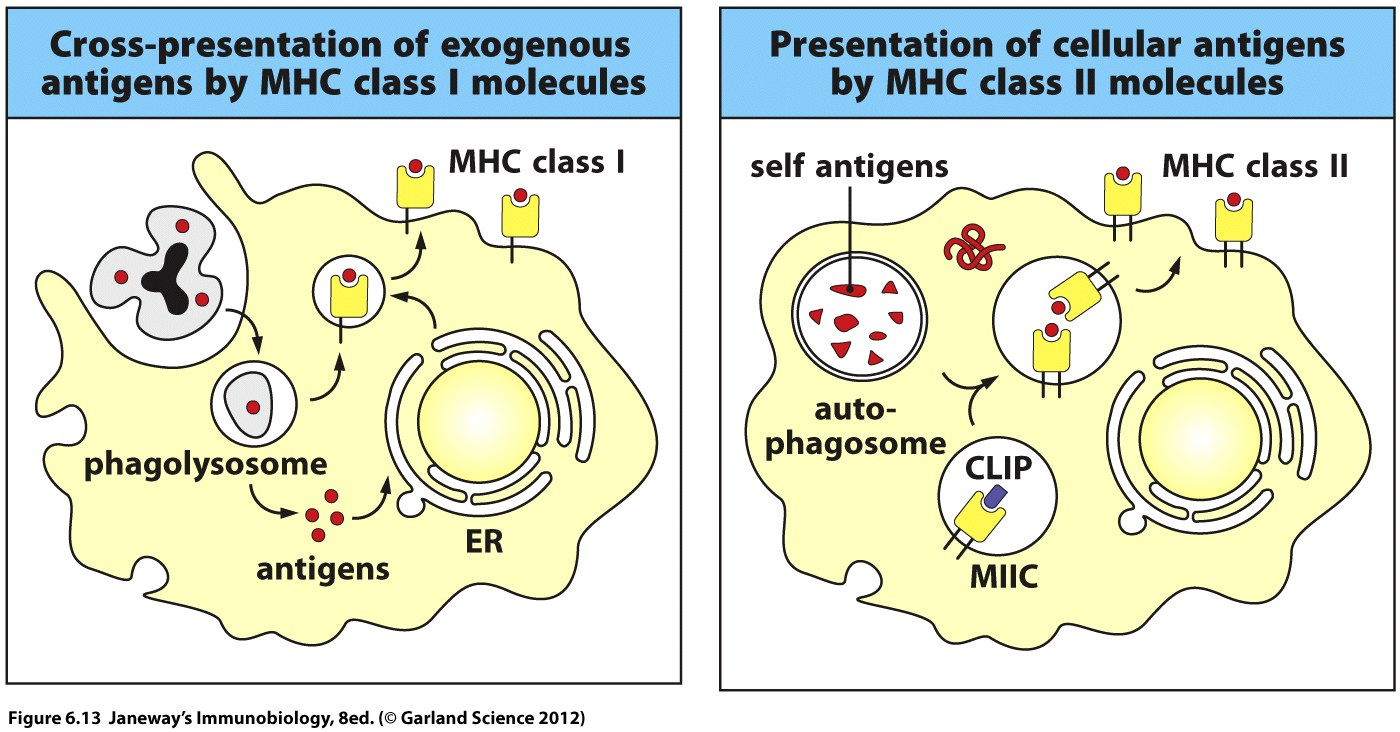 Cross-presentation of exogenous
antigens by MHC class I molecules
MHC class I
phagolysosome
antigens
ER
Presentation of cellular antigens
by MHC class II molecules
self antigens
MHC class II
auto-
phagosome
CLIP
MIIC
Figure 6.13 Janeway’s Immunobiology, 8ed. (© Garland Science 2012)